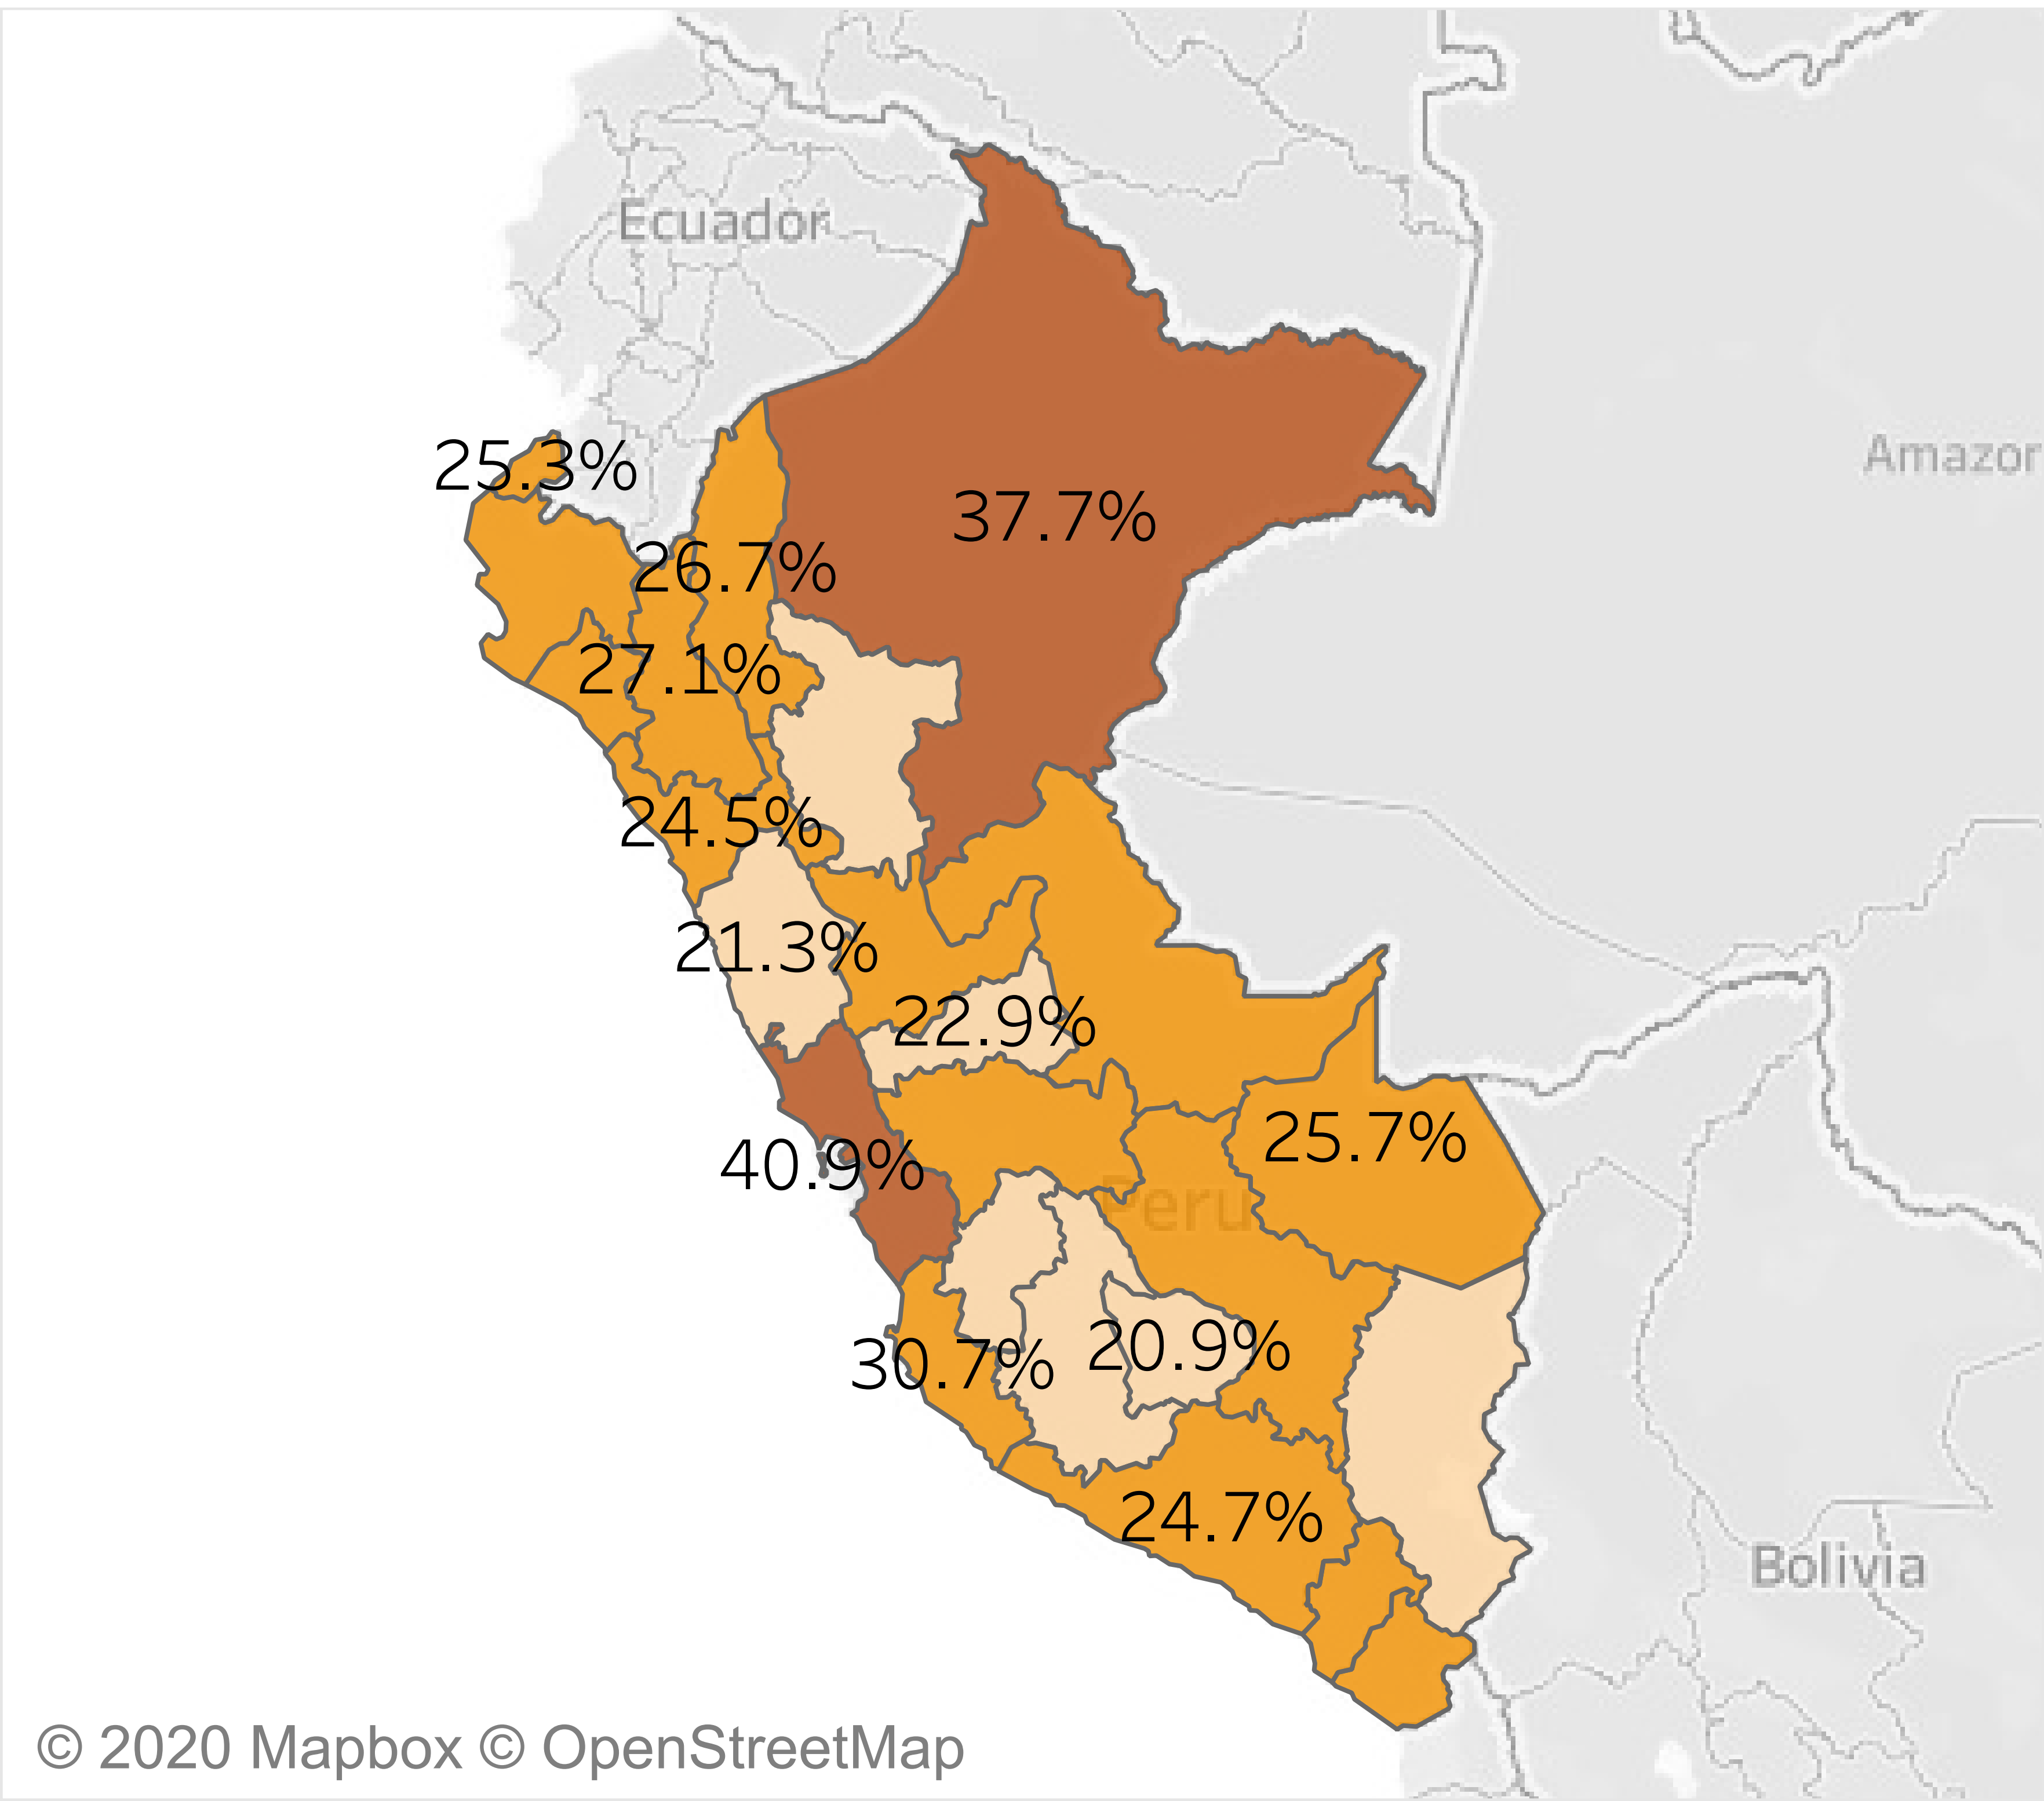 Ecuador
Amazon
25.3%
37.7%
26.7%
27.1%
24.5%
21.3%
22.9%
25.7%
40.9%
Peru
20.9%
30.7%
24.7%
Bolivia
© 2020 Mapbox © OpenStreetMap